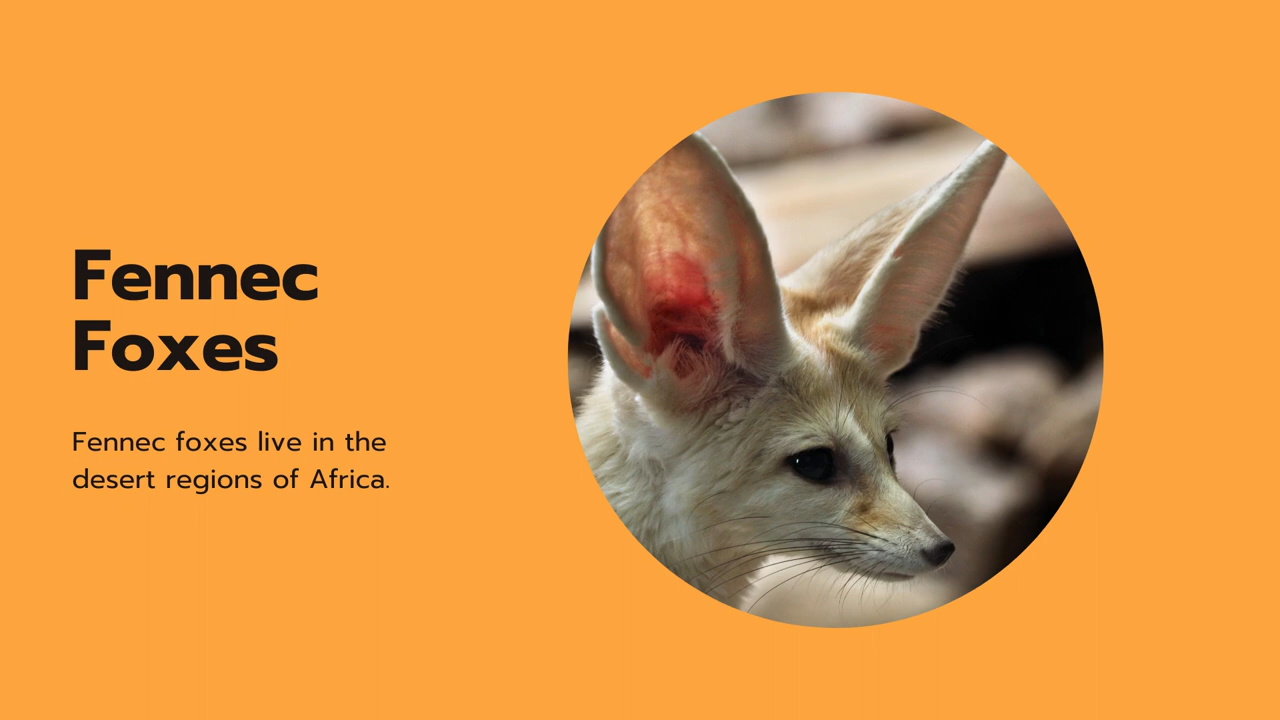 Fennec
Foxes
Fennec foxes live in the
desert regions of Africa.